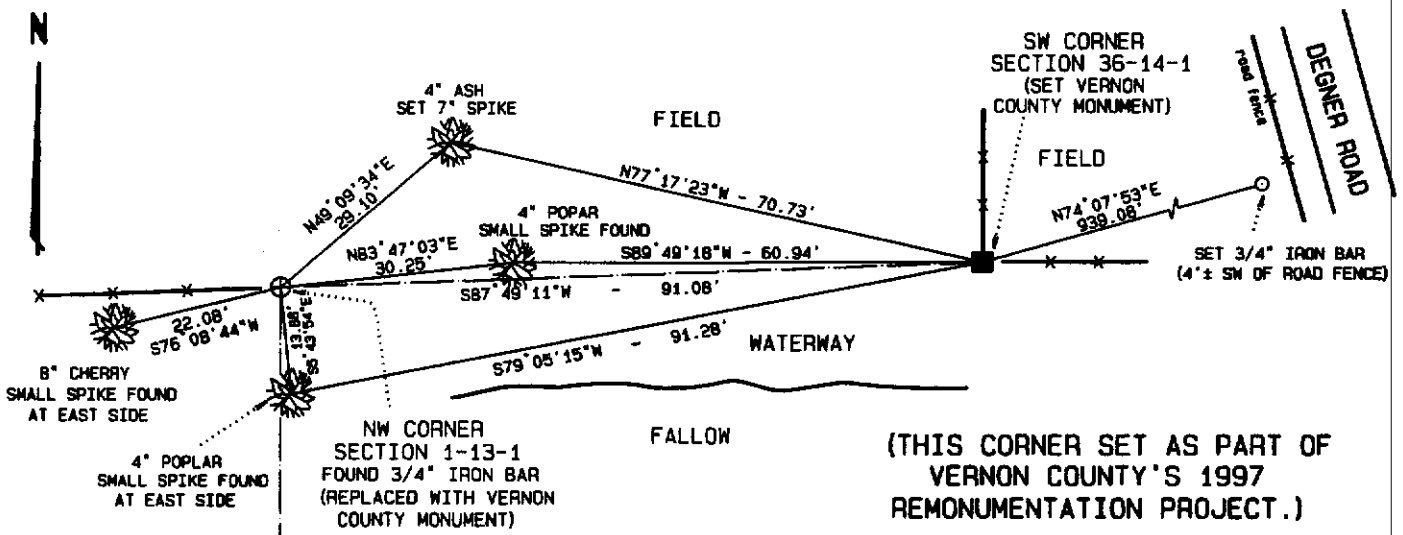 N
4" ASH
SET 7" SPIKE
FIELD
SW CORNER
SECTION 36-14-1
(SET VERNON
COUNTY MONUMENT)
road fence
DEGNER ROAD
FIELD
N49°09'34"E
29.10'
N77°17'23"W - 70.73'
4" POPAR
SMALL SPIKE FOUND
N83°47'03"E
30.25'
S89°49'18"W - 60.94'
S87°49'11"W - 91.08'
N74°07'53"E
939.08'
SET 3/4" IRON BAR
(4'± SW OF ROAD FENCE)
22.08'
S76°08'44"W
13.88'
S5°43'54"E
S79°05'15"W - 91.28'
WATERWAY
8" CHERRY
SMALL SPIKE FOUND
AT EAST SIDE
4" POPLAR
SMALL SPIKE FOUND
AT EAST SIDE
NW CORNER
SECTION 1-13-1
FOUND 3/4" IRON BAR
(REPLACED WITH VERNON
COUNTY MONUMENT)
FALLOW
(THIS CORNER SET AS PART OF
VERNON COUNTY'S 1997
REMONUMENTATION PROJECT.)